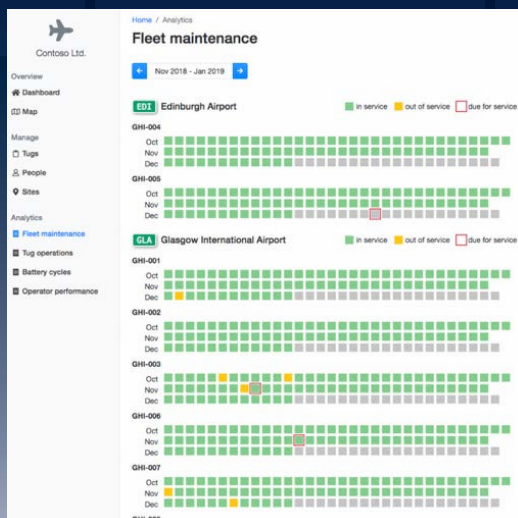 Home / Analytics
Fleet maintenance
Contoso Ltd.
← Nov 2018 - Jan 2019 →
Overview
Dashboard
Map
Manage
Tugs
People
Sites
Analytics
Fleet maintenance
Tug operations
Battery cycles
Operator performance
EDI Edinburgh Airport in service out of service due for service
GHI-004
Oct
Nov
Dec
GHI-005
Oct
Nov
Dec
GLA Glasgow International Airport in service out of service due for service
GHI-001
Oct
Nov
Dec
GHI-002
Oct
Nov
Dec
GHI-003
Oct
Nov
Dec
GHI-006
Oct
Nov
Dec
GHI-007
Oct
Nov
Dec